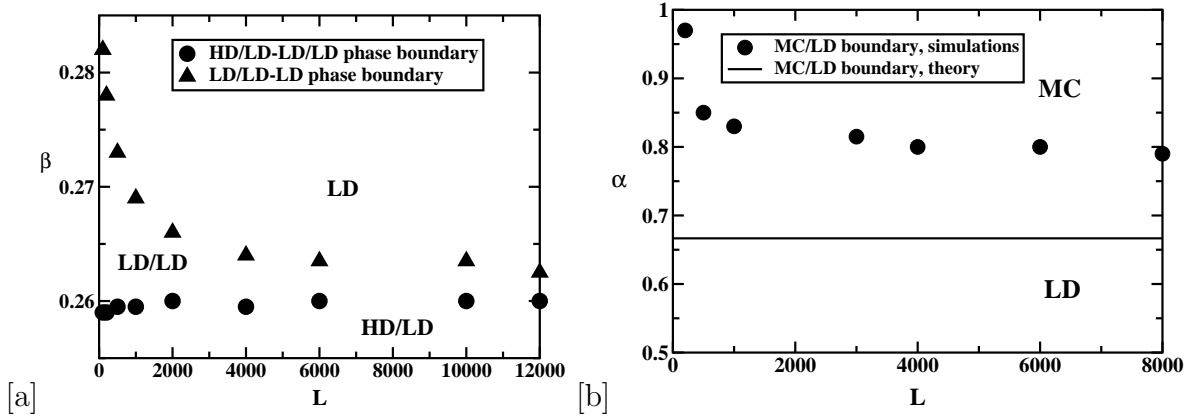 HD/LD-LD/LD phase boundary
LD/LD-LD phase boundary
0.28
β
0.27
0.26
LD
LD/LD
HD/LD
0 2000 4000 6000 8000 10000 12000
L
[a]
MC/LD boundary, simulations
MC/LD boundary, theory
1
0.9
0.8
α
0.7
0.6
0.5
MC
LD
0 2000 4000 6000 8000
L
[b]